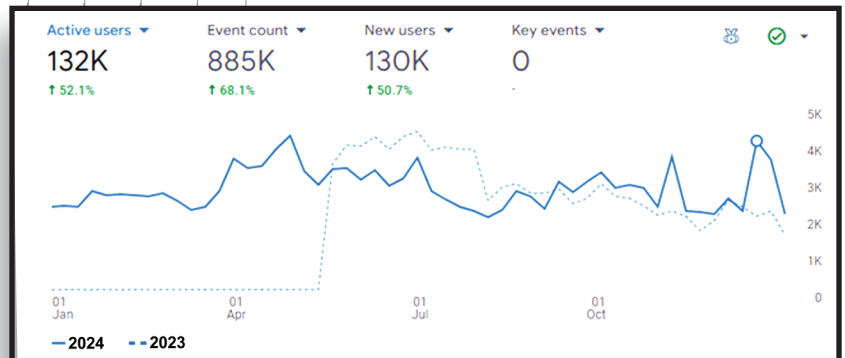 Active users Event count New users Key events
132K 885K 130K 0
↑ 52.1% ↑ 68.1% ↑ 50.7% -
5K
4K
3K
2K
1K
0
01 01 01 01
Jan Apr Jul Oct
2024 2023